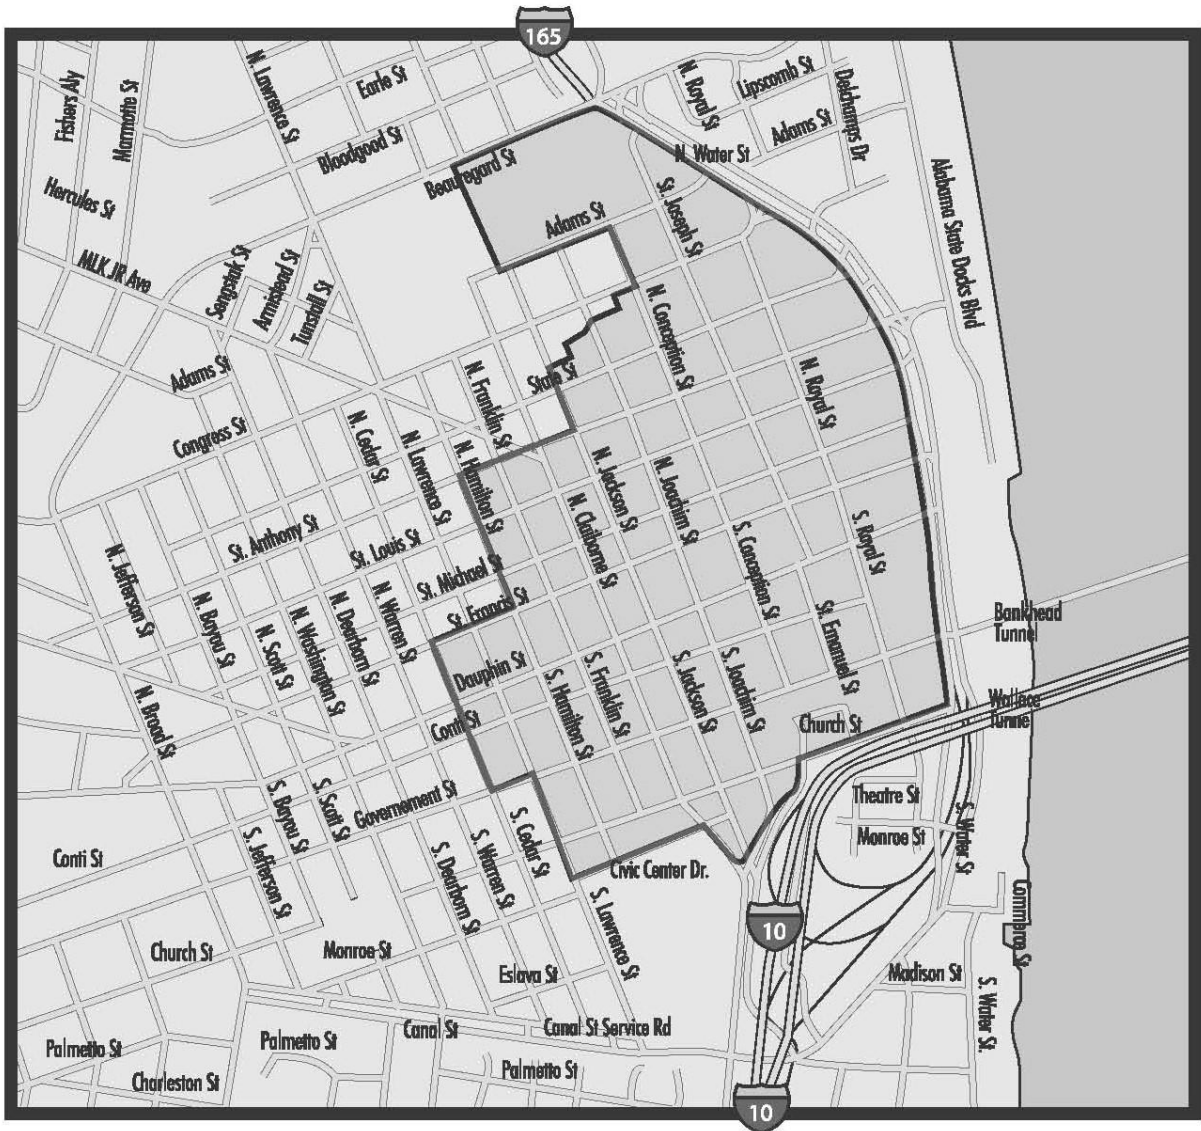 165
Fishers Aly
Marmotte St
N. Lawrence St
Earle St
N. Royal St
Lipscomb St
Delchamps Dr
Adams St
Bloodgood St
N. Water St
Beauregard St
Hercules St
Alabama State Docks Blvd
St. Joseph St
Adams St
MLK JR Ave
Sengstak St
Armistead St
Tunstall St
N. Conception St
Adams St
N. Franklin St
State St
N. Royal St
Congress St
N. Cedar St
N. Lawrence St
N. Hamilton St
N. Jackson St
N. Joachim St
N. Claiborne St
St. Anthony St
St. Louis St
S. Conception St
S. Royal St
N. Jefferson St
St. Michael St
N. Bayou St
N. Scott St
N. Washington St
N. Dearborn St
N. Warren St
St. Francis St
St. Emanuel St
Bankhead
Tunnel
N. Broad St
Dauphin St
S. Hamilton St
S. Franklin St
S. Jackson St
S. Joachim St
Conti St
Church St
Wallace
Tunnel
S. Bayou St
S. Scott St
Governement St
Theatre St
Monroe St
S. Water St
Conti St
S. Jefferson St
S. Dearborn St
S. Warren St
S. Cedar St
Civic Center Dr.
S. Lawrence St
10
Commerce St
Church St
Monroe St
Eslava St
Madison St
S. Water St.
Canal St
Canal St Service Rd
Palmetto St
Palmetto St
Palmetto St
Charleston St
10